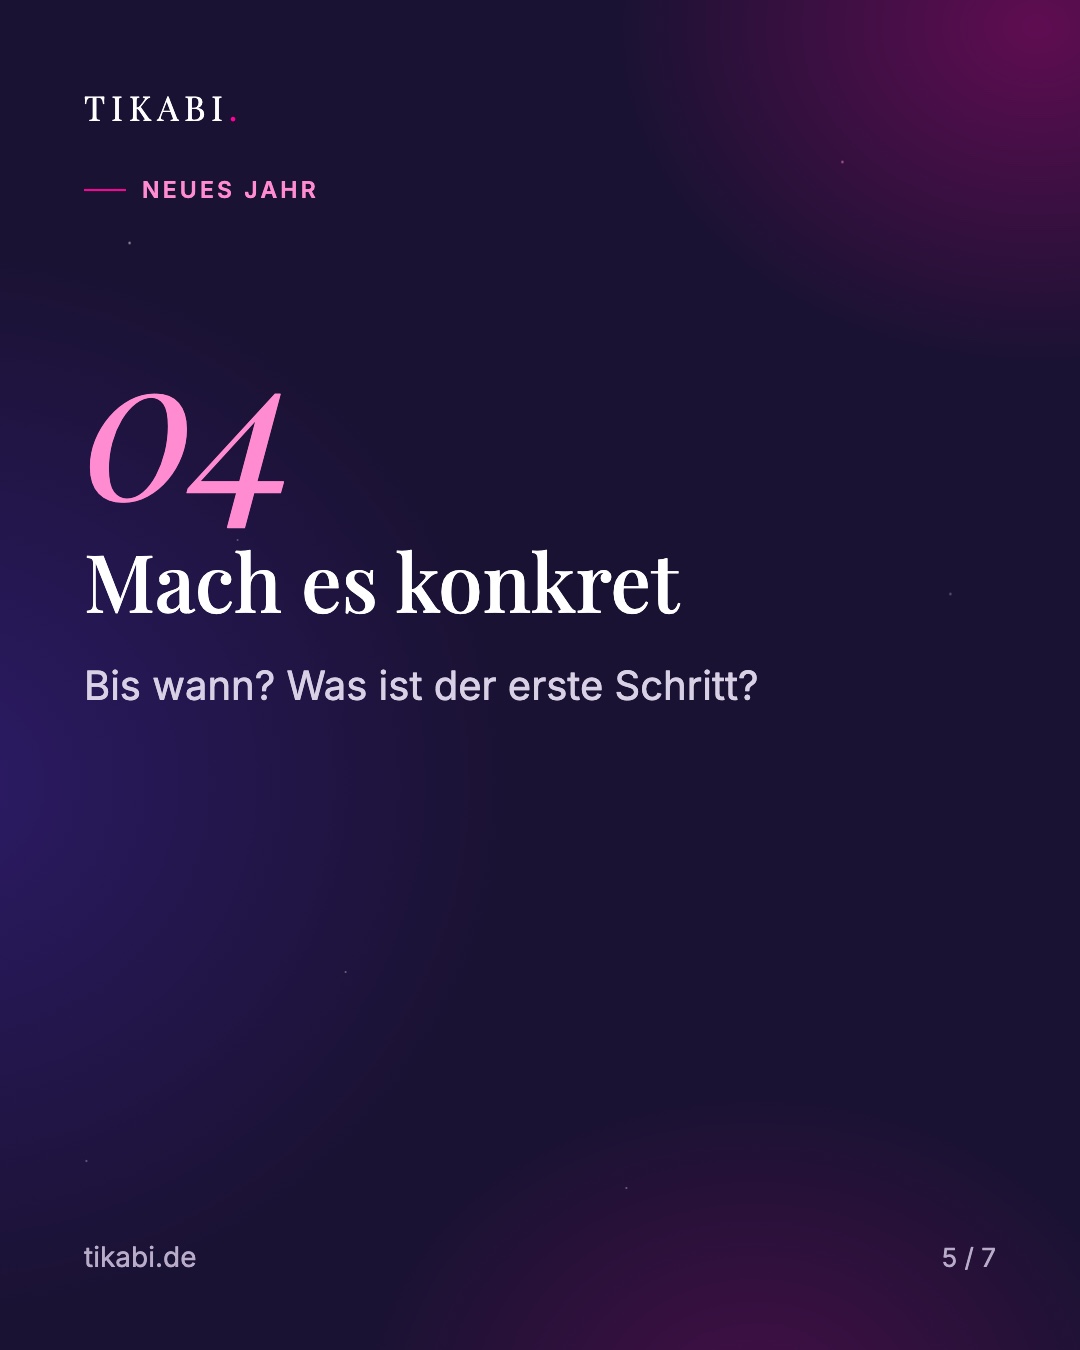 TIKABI.
NEUES JAHR
04
Mach es konkret
Bis wann? Was ist der erste Schritt?
tikabi.de
5 / 7